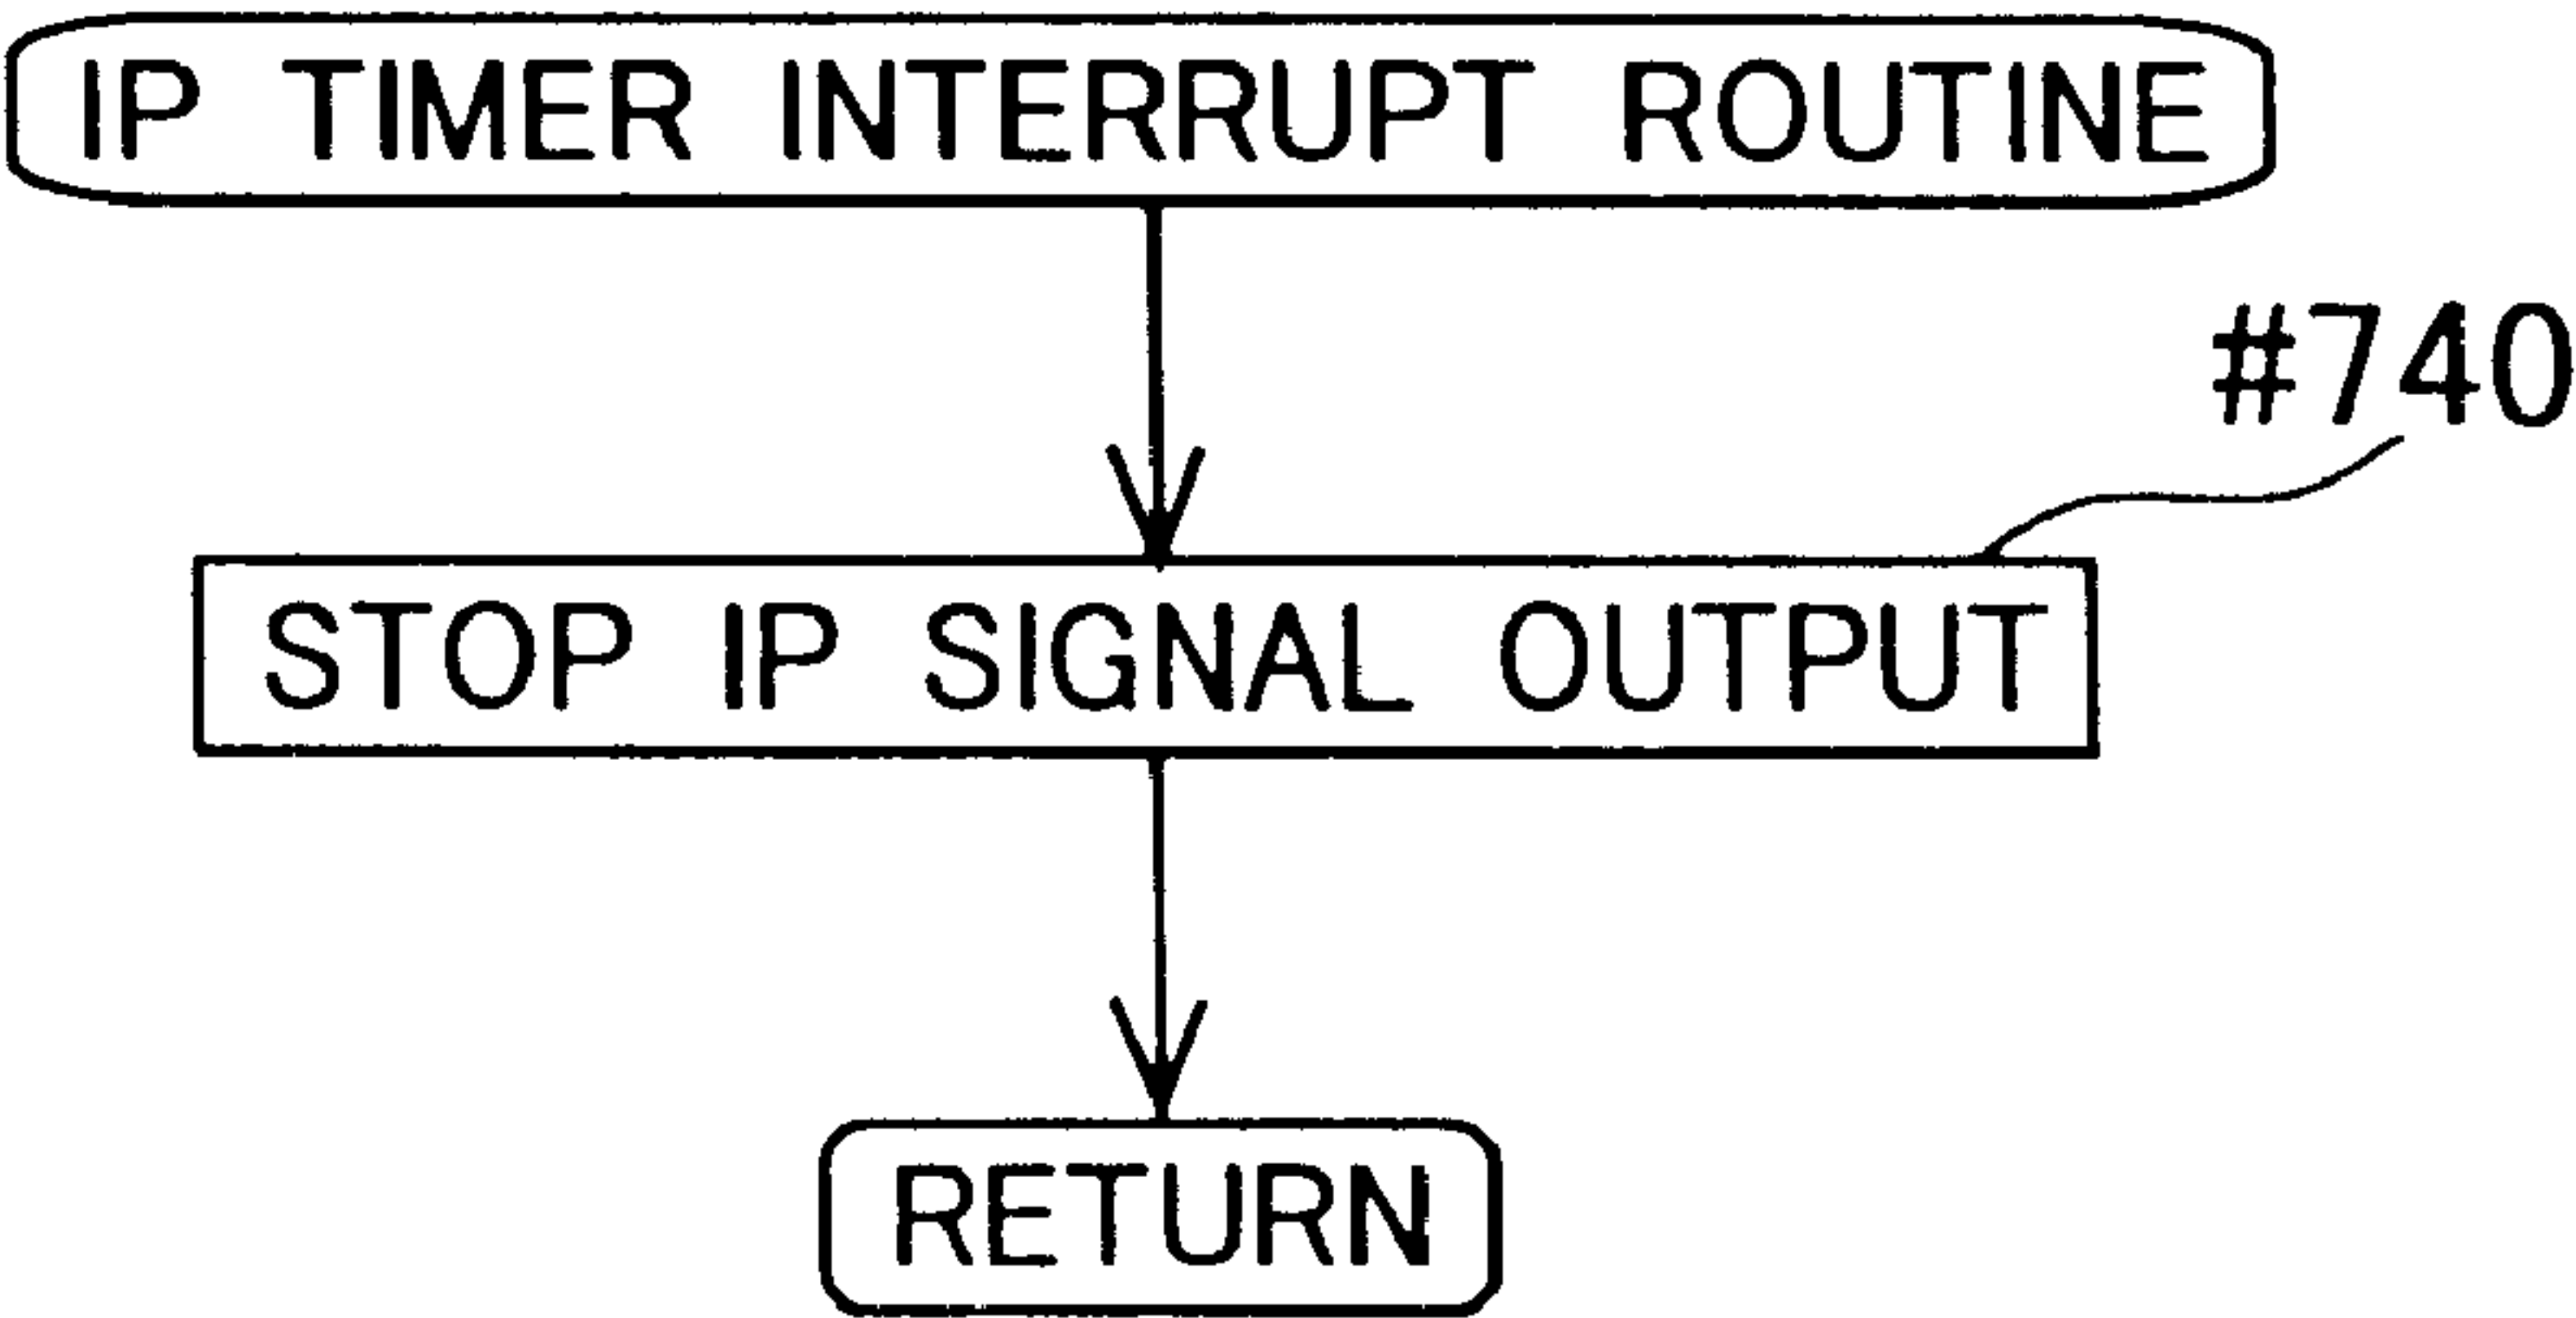 IP TIMER INTERRUPT ROUTINE
#740
STOP IP SIGNAL OUTPUT
RETURN